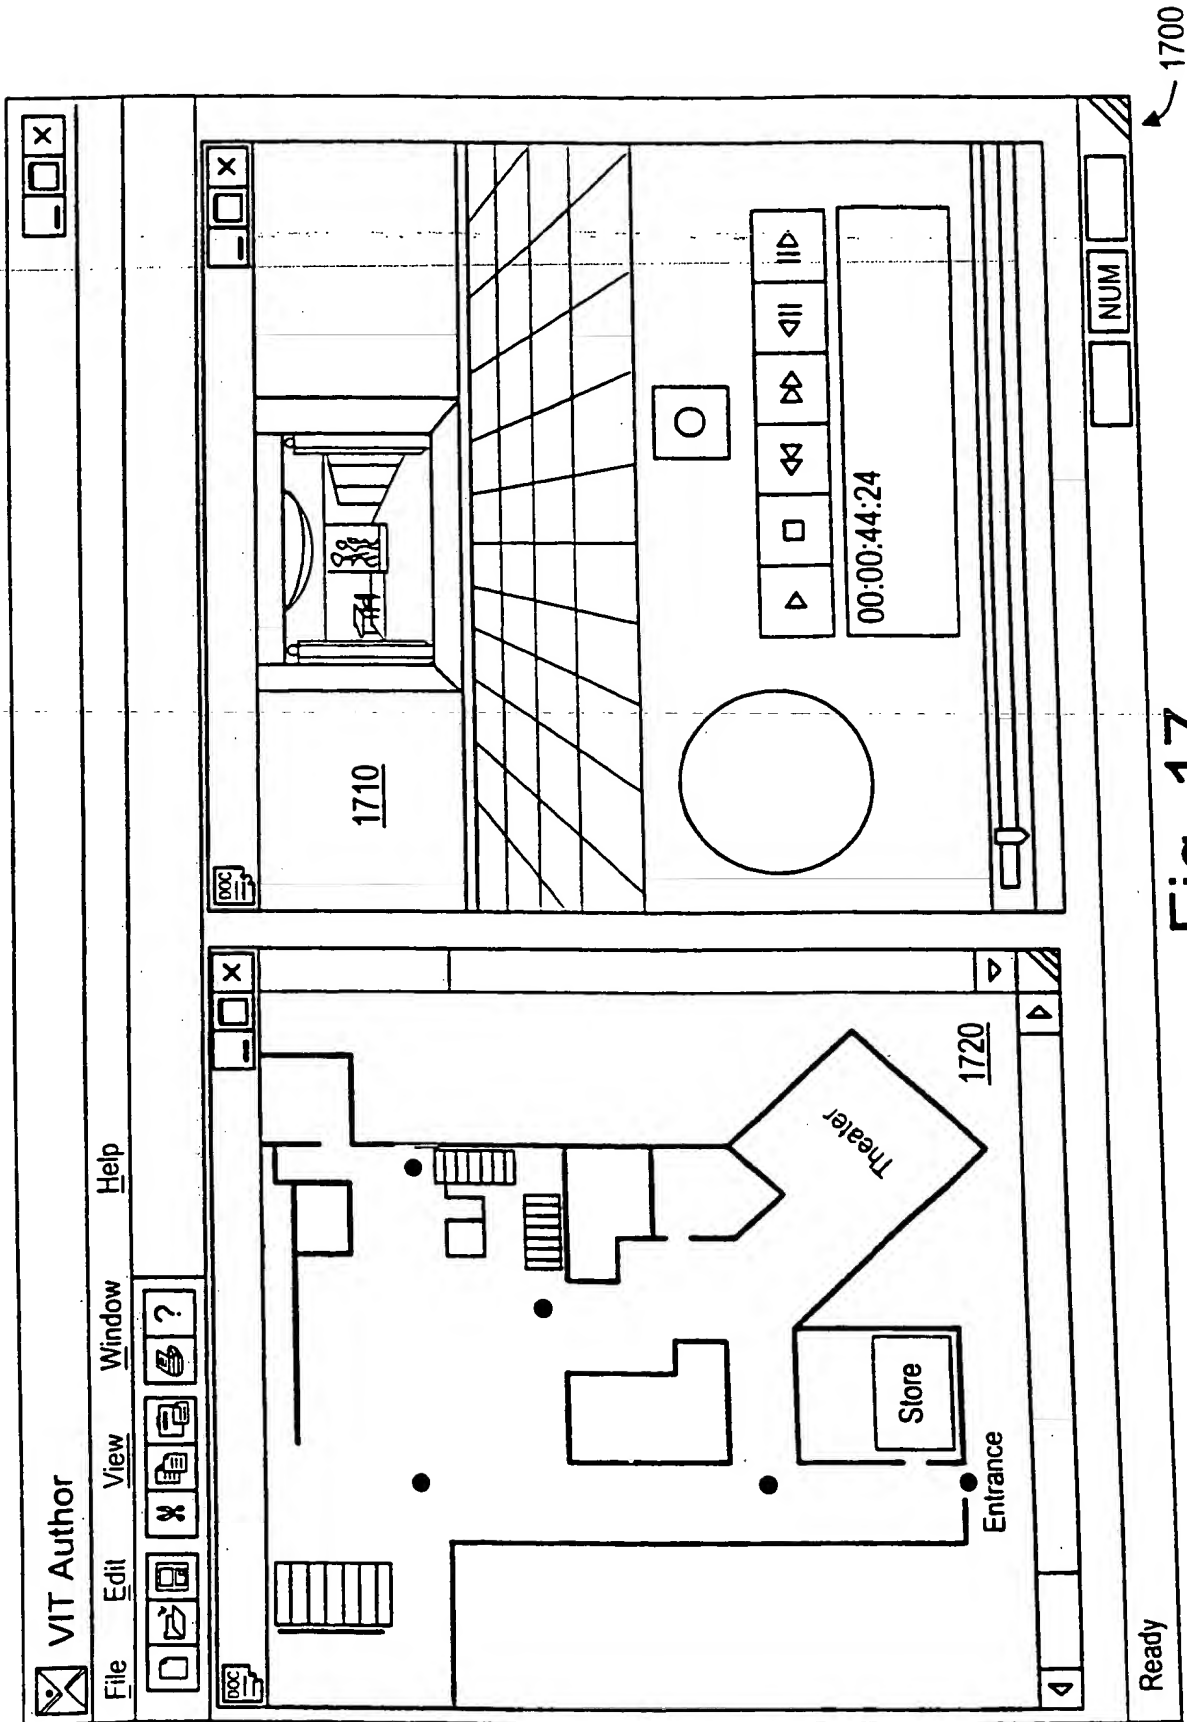 VIT Author
File Edit View Window Help
?
DOC
DOC
1710
00:00:44:24
Theater
Store
Entrance
1720
Ready
NUM
1700
Fig. 17